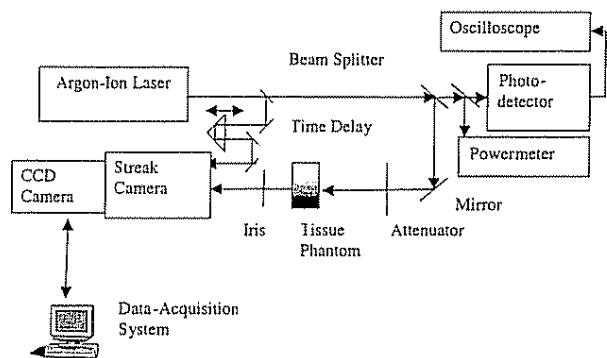 Oscilloscope
Beam Splitter
Argon-Ion Laser
Photo-
detector
Time Delay
Powermeter
CCD
Camera
Streak
Camera
Mirror
Iris
Tissue
Phantom
Attenuator
Data-Acquisition
System